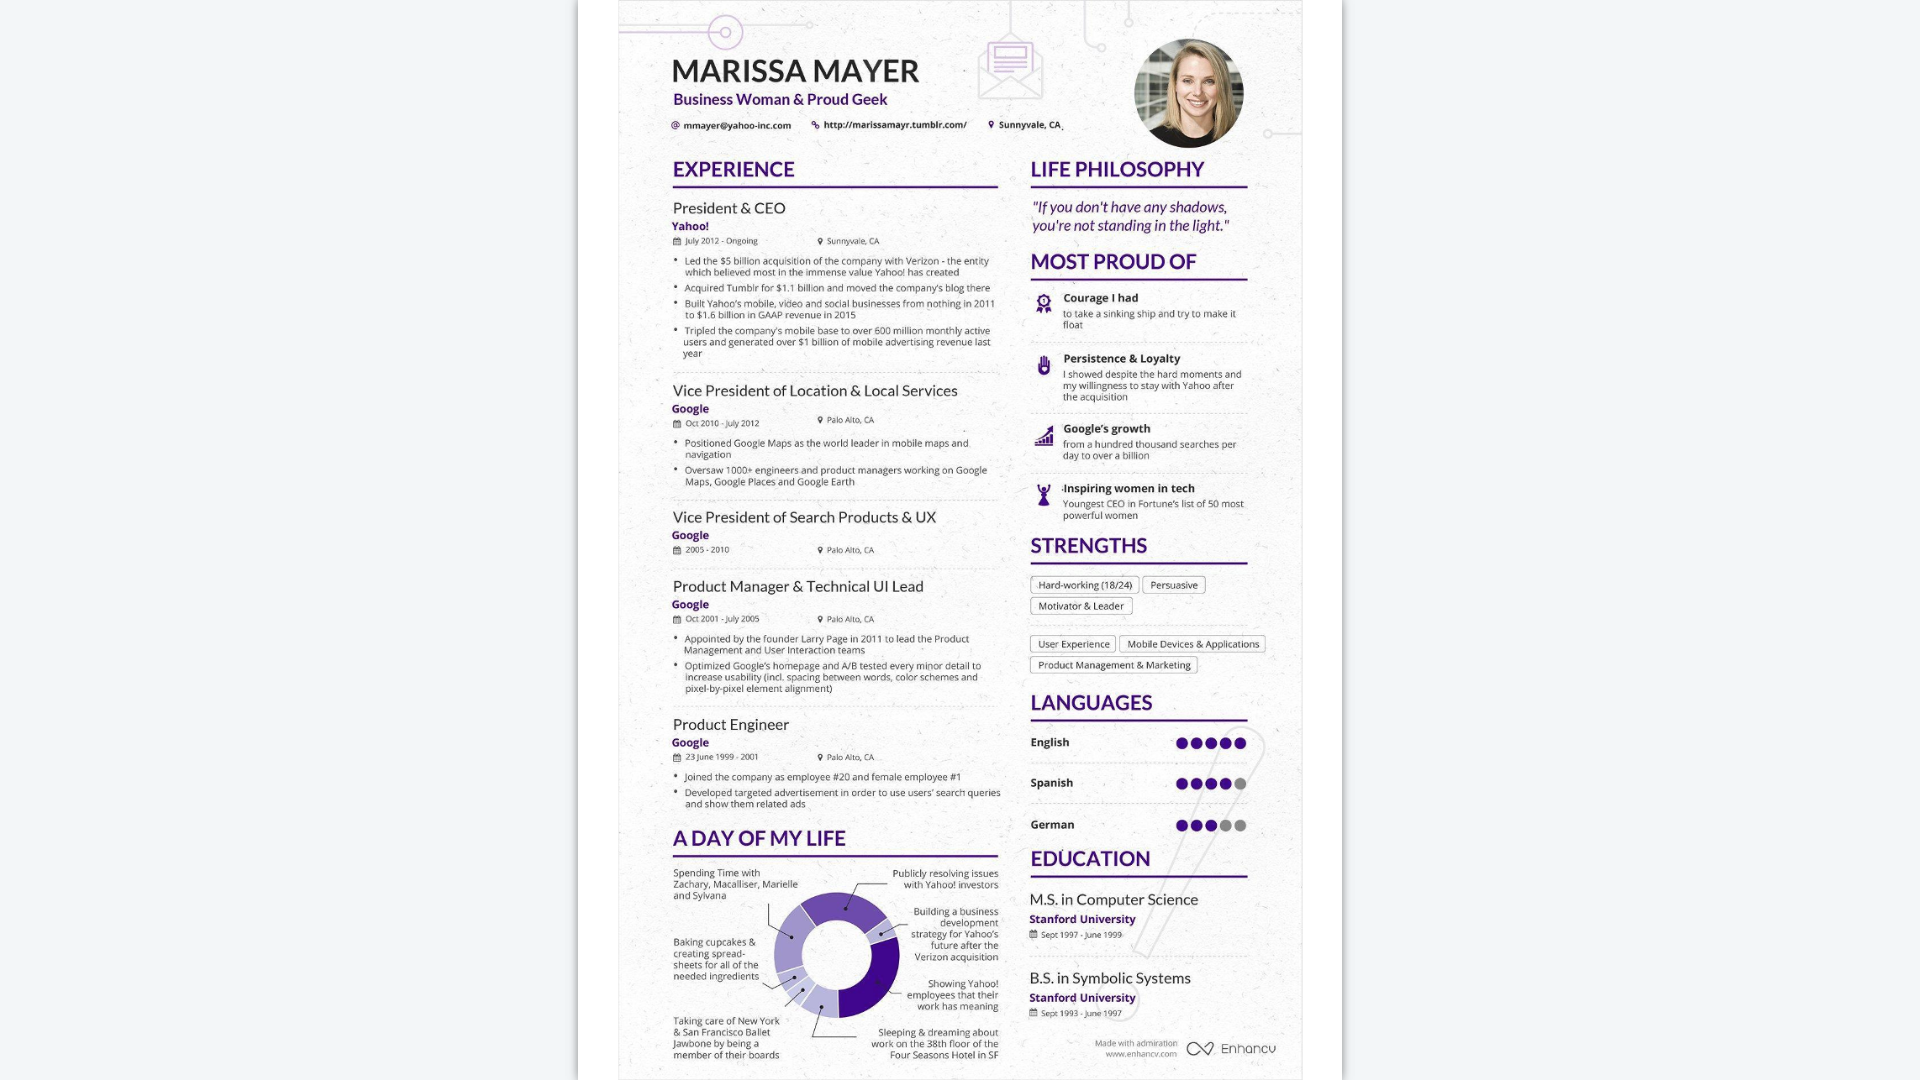 MARISSA MAYER
Business Woman & Proud Geek
@ mmayer@yahoo-inc.com
http://marissamayr.tumblr.com/
Sunnyvale, CA
EXPERIENCE
President & CEO
Yahoo!
July 2012 - Ongoing
Sunnyvale, CA
• Led the $5 billion acquisition of the company with Verizon - the entity
which believed most in the immense value Yahoo! has created
• Acquired Tumblr for $1.1 billion and moved the company's blog there
• Built Yahoo's mobile, video and social businesses from nothing in 2011
to $1.6 billion in GAAP revenue in 2015
• Tripled the company's mobile base to over 600 million monthly active
users and generated over $1 billion of mobile advertising revenue last
year
Vice President of Location & Local Services
Google
Oct 2010 - July 2012
Palo Alto, CA
• Positioned Google Maps as the world leader in mobile maps and
navigation
• Oversaw 1000+ engineers and product managers working on Google
Maps, Google Places and Google Earth
Vice President of Search Products & UX
Google
2005 - 2010
Palo Alto, CA
Product Manager & Technical UI Lead
Google
Oct 2001 - July 2005
Palo Alto, CA
• Appointed by the founder Larry Page in 2011 to lead the Product
Management and User Interaction teams
• Optimized Google's homepage and A/B tested every minor detail to
increase usability (incl. spacing between words, color schemes and
pixel-by-pixel element alignment)
Product Engineer
Google
23 June 1999 - 2001
Palo Alto, CA
• Joined the company as employee #20 and female employee #1
• Developed targeted advertisement in order to use users' search queries
and show them related ads
A DAY OF MY LIFE
Spending Time with
Zachary, Macalliser, Marielle
and Sylvana
Baking cupcakes &
creating spread-
sheets for all of the
needed ingredients
Taking care of New York
& San Francisco Ballet
Jawbone by being a
member of their boards
Publicly resolving issues
with Yahoo! investors
Building a business
development
strategy for Yahoo's
future after the
Verizon acquisition
Showing Yahoo!
employees that their
work has meaning
Sleeping & dreaming about
work on the 38th floor of the
Four Seasons Hotel in SF
LIFE PHILOSOPHY
"If you don't have any shadows,
you're not standing in the light."
MOST PROUD OF
Courage I had
to take a sinking ship and try to make it
float
Persistence & Loyalty
I showed despite the hard moments and
my willingness to stay with Yahoo after
the acquisition
Google's growth
from a hundred thousand searches per
day to over a billion
Inspiring women in tech
Youngest CEO in Fortune's list of 50 most
powerful women
STRENGTHS
Hard-working (18/24)
Persuasive
Motivator & Leader
User Experience
Mobile Devices & Applications
Product Management & Marketing
LANGUAGES
English
Spanish
German
EDUCATION
M.S. in Computer Science
Stanford University
Sept 1997 - June 1999
B.S. in Symbolic Systems
Stanford University
Sept 1993 - June 1997
Made with admiration
www.enhancv.com
Enhancv